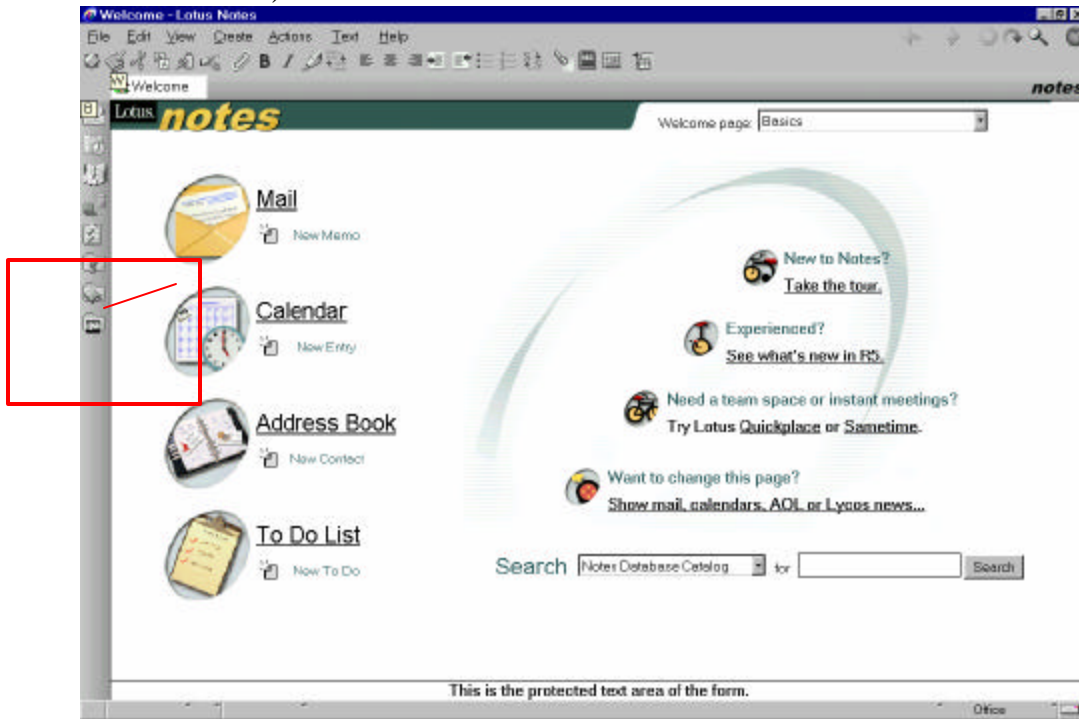 Welcome - Lotus Notes
File Edit View Create Actions Text Help
Welcome
notes
Lotus notes
Welcome page: Basics
Mail
New Memo
Calendar
New Entry
Address Book
New Contact
To Do List
New To Do
New to Notes?
Take the tour.
Experienced?
See what's new in R5.
Need a team space or instant meetings?
Try Lotus Quickplace or Sametime.
Want to change this page?
Show mail, calendars, AOL or Lycos news...
Search Notes Database Catalog for Search
This is the protected text area of the form.
Office